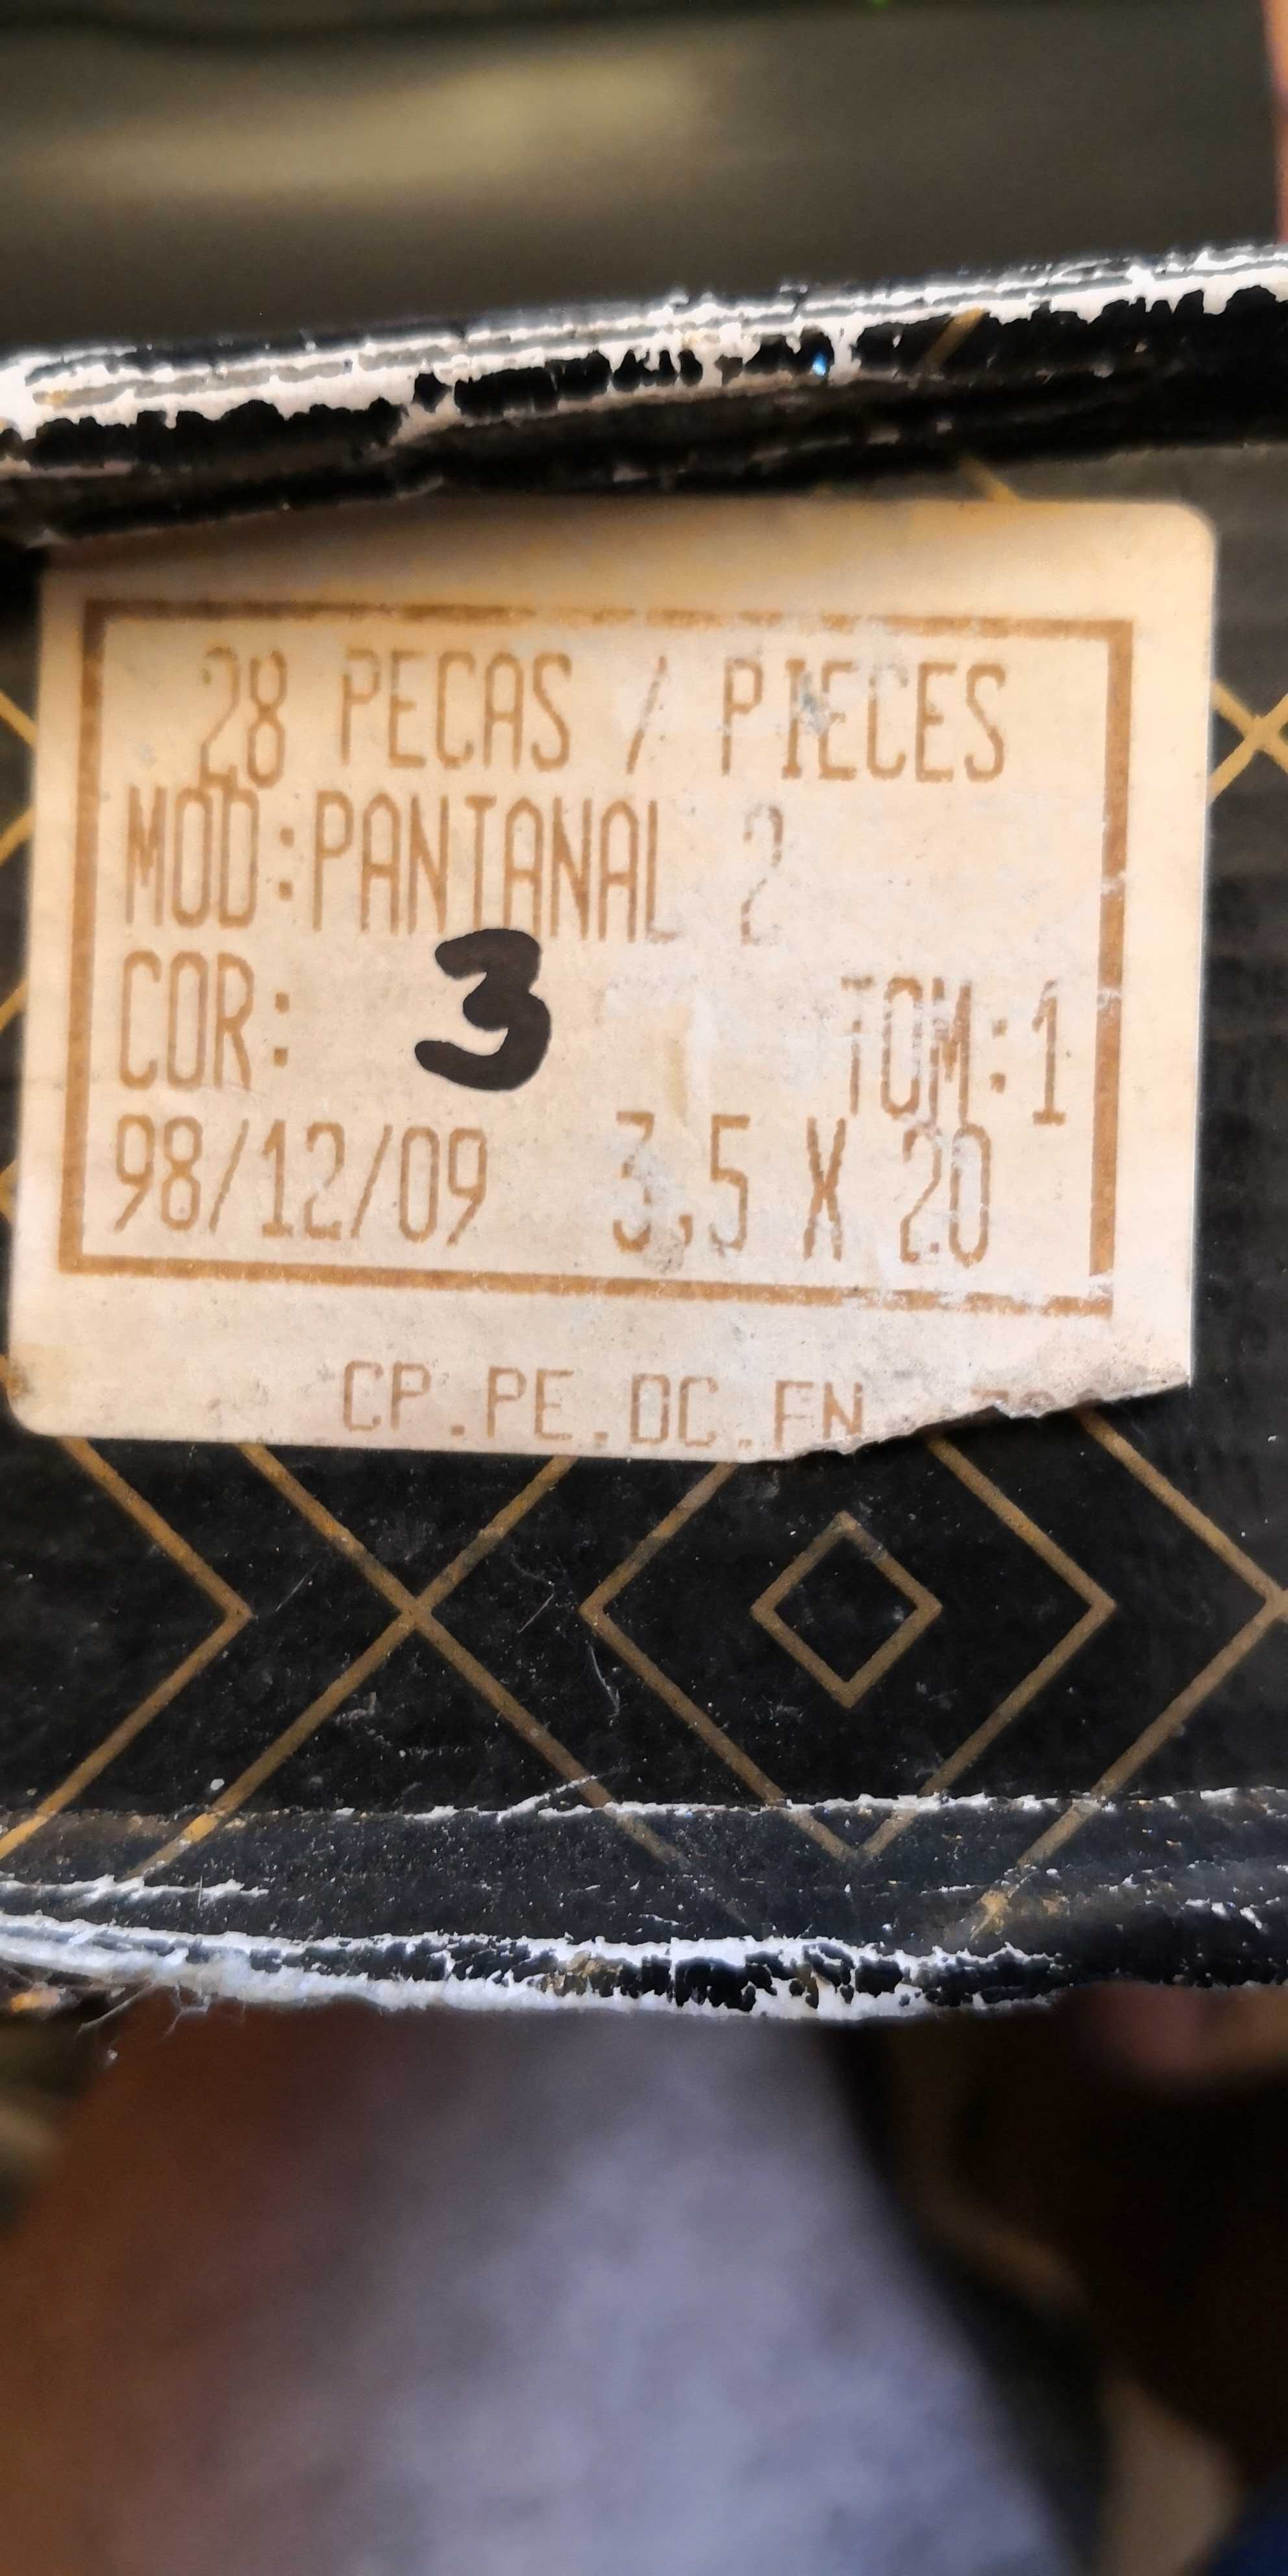 28 PECAS / PIECES
MOD:PANTANAL 2
COR: 3 TOM:1
98/12/09 3,5 X 20
CP.PE.DC.FN